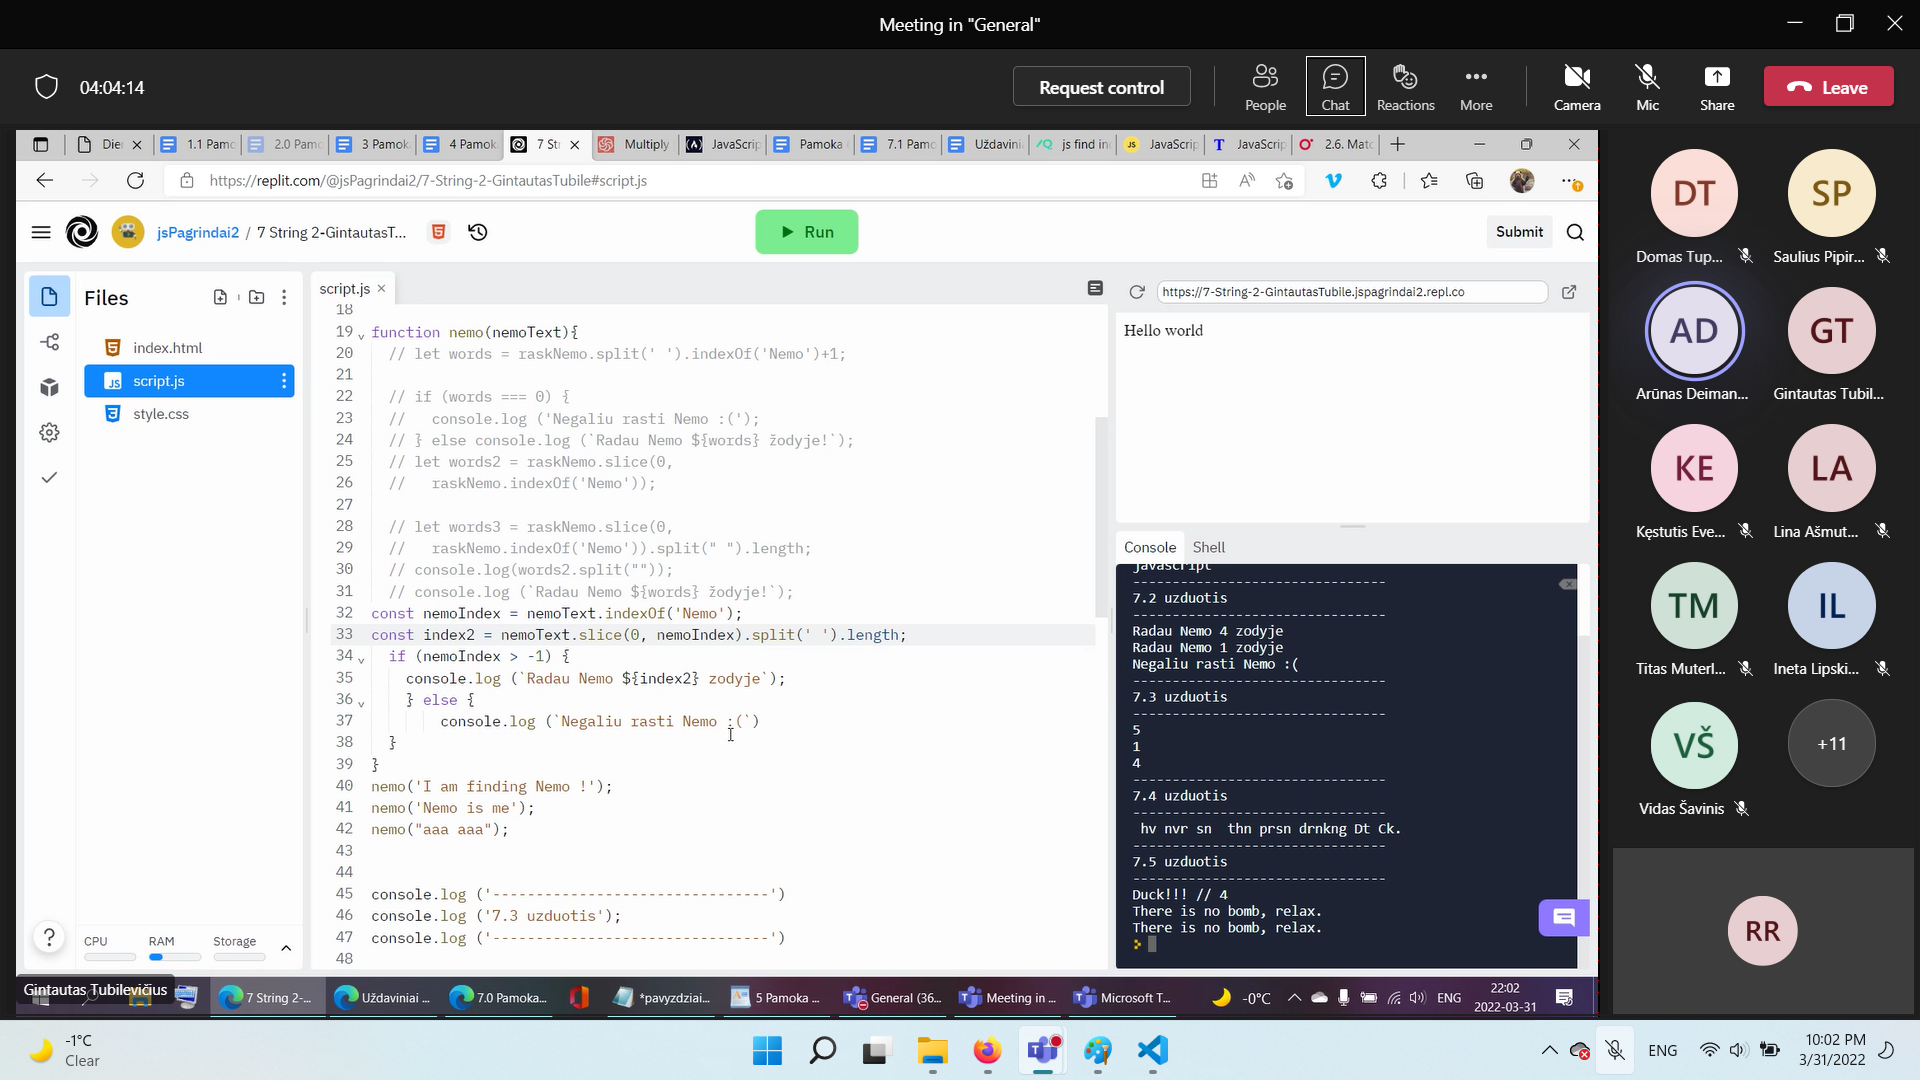 Meeting in "General"
04:04:14
Request control
People
Chat
Reactions
More
Camera
Mic
Share
Leave
Die
1.1 Pamo
2.0 Pamo
3 Pamok
4 Pamok
7 St
Multiply
JavaScrip
Pamoka
7.1 Pamo
Uždavini
js find in
JavaScrip
JavaScrip
2.6. Mato
https://replit.com/@jsPagrindai2/7-String-2-GintautasTubile#script.js
jsPagrindai2 / 7 String 2-GintautasT...
Run
Submit
Files
index.html
script.js
style.css
CPU
RAM
Storage
script.js
18
19 function nemo(nemoText){
20 // let words = raskNemo.split(' ').indexOf('Nemo')+1;
21
22 // if (words === 0) {
23 // console.log ('Negaliu rasti Nemo :(');
24 // } else console.log (`Radau Nemo ${words} žodyje!`);
25 // let words2 = raskNemo.slice(0,
26 // raskNemo.indexOf('Nemo'));
27
28 // let words3 = raskNemo.slice(0,
29 // raskNemo.indexOf('Nemo')).split(" ").length;
30 // console.log(words2.split(""));
31 // console.log (`Radau Nemo ${words} žodyje!`);
32 const nemoIndex = nemoText.indexOf('Nemo');
33 const index2 = nemoText.slice(0, nemoIndex).split(' ').length;
34 if (nemoIndex > -1) {
35 console.log (`Radau Nemo ${index2} zodyje`);
36 } else {
37 console.log (`Negaliu rasti Nemo :(`)
38 }
39 }
40 nemo('I am finding Nemo !');
41 nemo('Nemo is me');
42 nemo("aaa aaa");
43
44
45 console.log ('--------------------------------')
46 console.log ('7.3 uzduotis');
47 console.log ('--------------------------------')
48
https://7-String-2-GintautasTubile.jspagrindai2.repl.co
Hello world
Console
Shell
javascript
-------------------------------
7.2 uzduotis
-------------------------------
Radau Nemo 4 zodyje
Radau Nemo 1 zodyje
Negaliu rasti Nemo :(
-------------------------------
7.3 uzduotis
-------------------------------
5
1
4
-------------------------------
7.4 uzduotis
-------------------------------
hv nvr sn  thn prsn drnkng Dt Ck.
-------------------------------
7.5 uzduotis
-------------------------------
Duck!!! // 4
There is no bomb, relax.
There is no bomb, relax.
DT
Domas Tup...
SP
Saulius Pipir...
AD
Arūnas Deiman...
GT
Gintautas Tubil...
KE
Kęstutis Eve...
LA
Lina Ašmut...
TM
Titas Muterl...
IL
Ineta Lipski...
VŠ
Vidas Šavinis
+11
RR
Gintautas Tubilevičius
7 String 2-...
Uždaviniai ...
7.0 Pamoka...
*pavyzdziai...
5 Pamoka ...
General (36...
Meeting in ...
Microsoft T...
-0°C
ENG
22:02
2022-03-31
-1°C
Clear
ENG
10:02 PM
3/31/2022